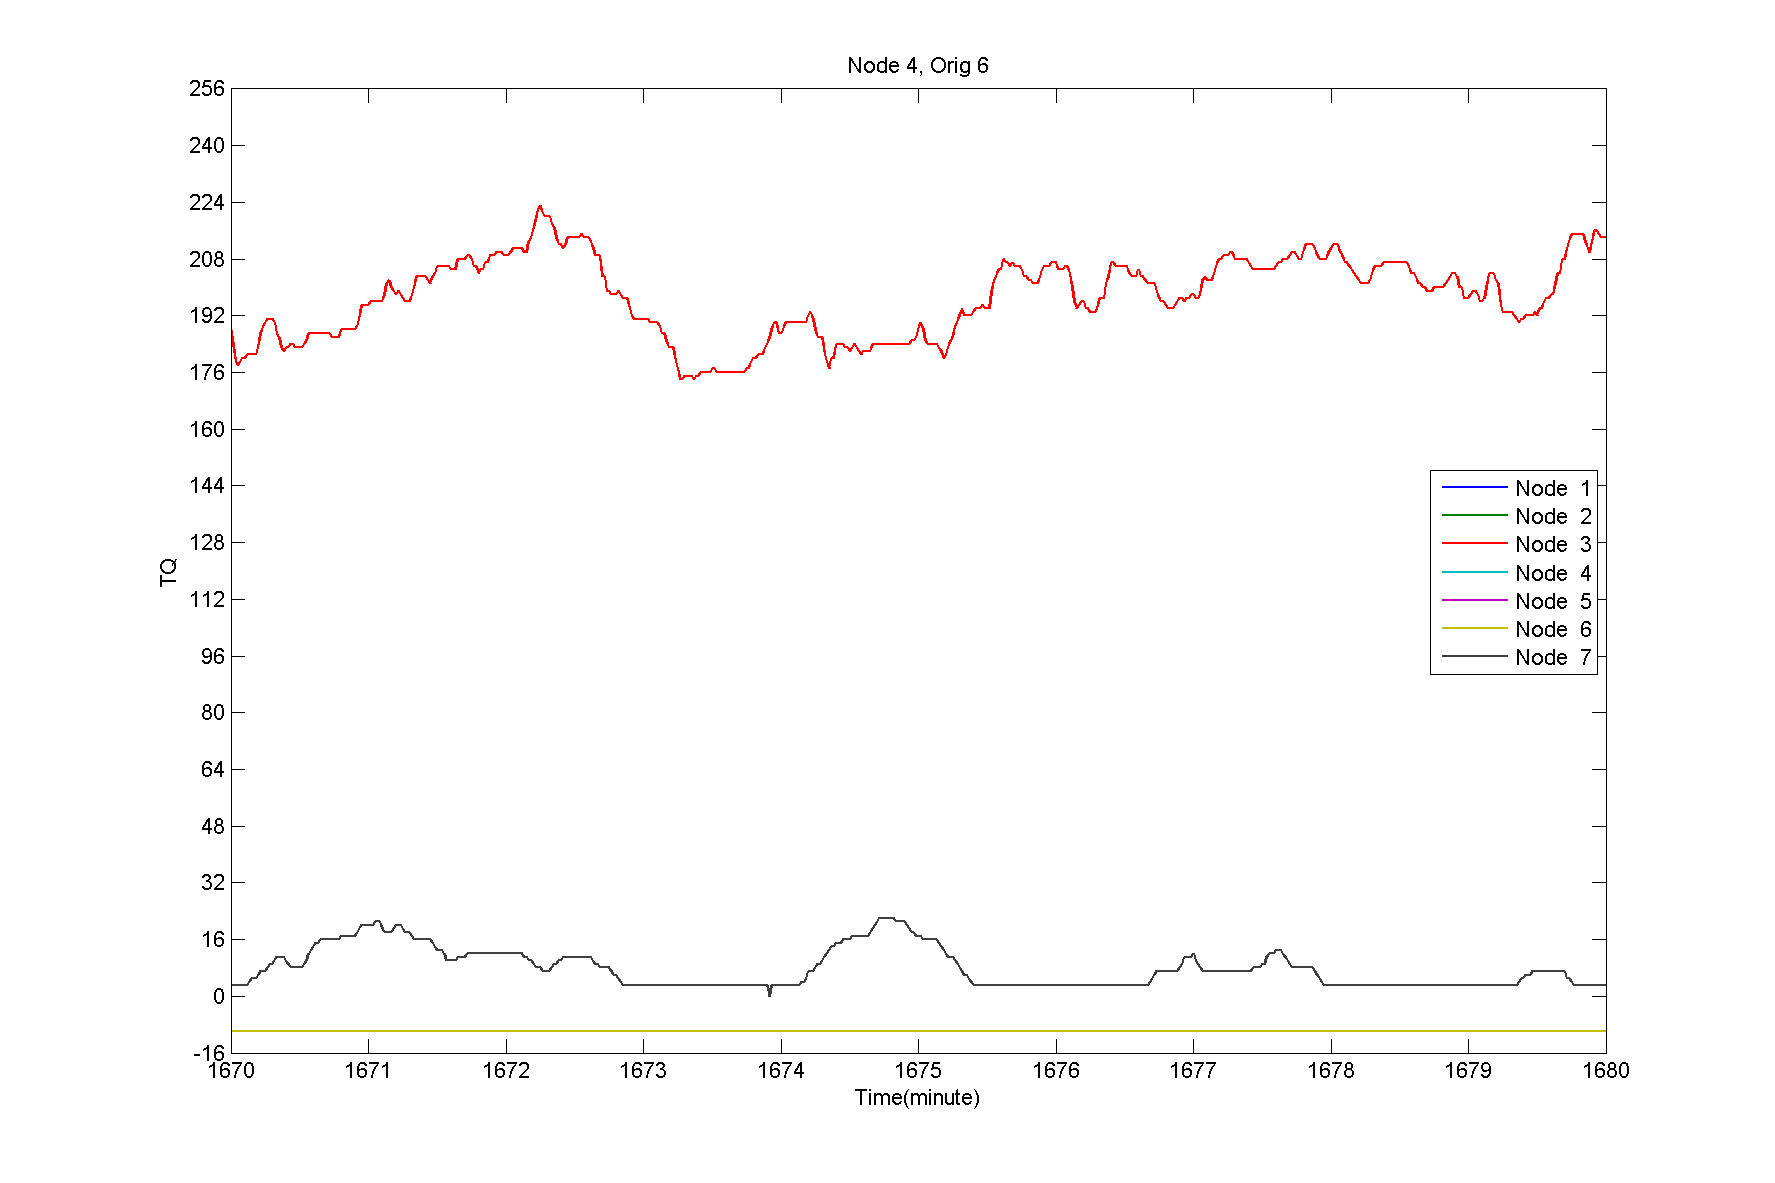 Node 4, Orig 6
256
240
224
208
192
176
160
144
128
112
96
80
64
48
32
16
0
-16
TQ
Node 1
Node 2
Node 3
Node 4
Node 5
Node 6
Node 7
1670 1671 1672 1673 1674 1675 1676 1677 1678 1679 1680
Time(minute)